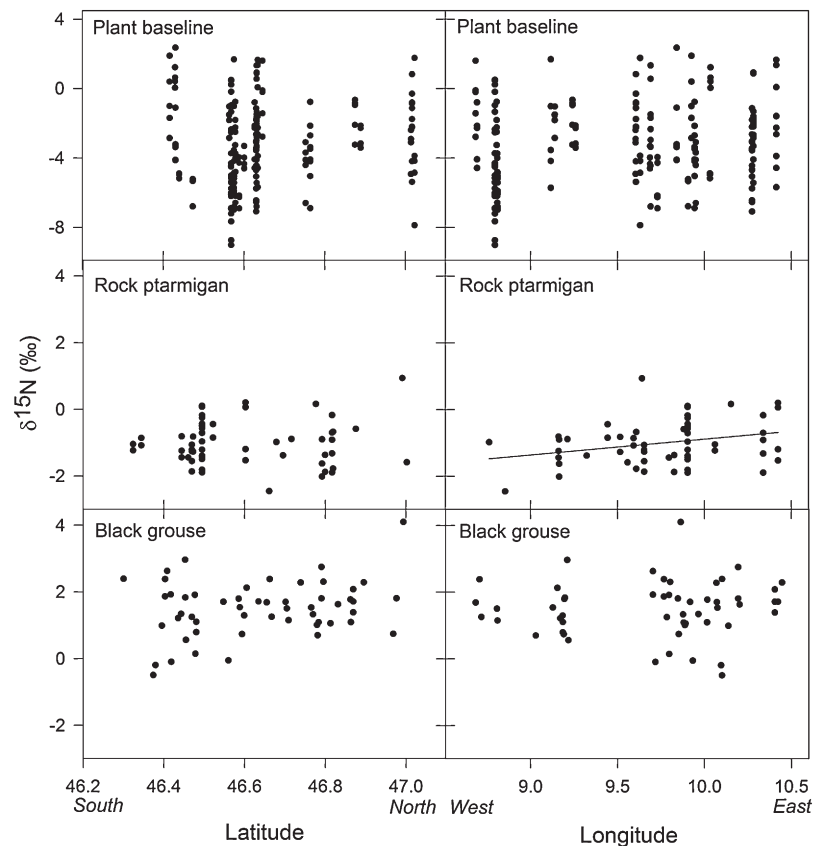 Plant baseline
Plant baseline
4
0
-4
-8
Rock ptarmigan
Rock ptarmigan
4
2
0
-2
δ15N (‰)
Black grouse
Black grouse
4
2
0
-2
46.2 46.4 46.6 46.8 47.0 9.0 9.5 10.0 10.5
South North West East
Latitude Longitude